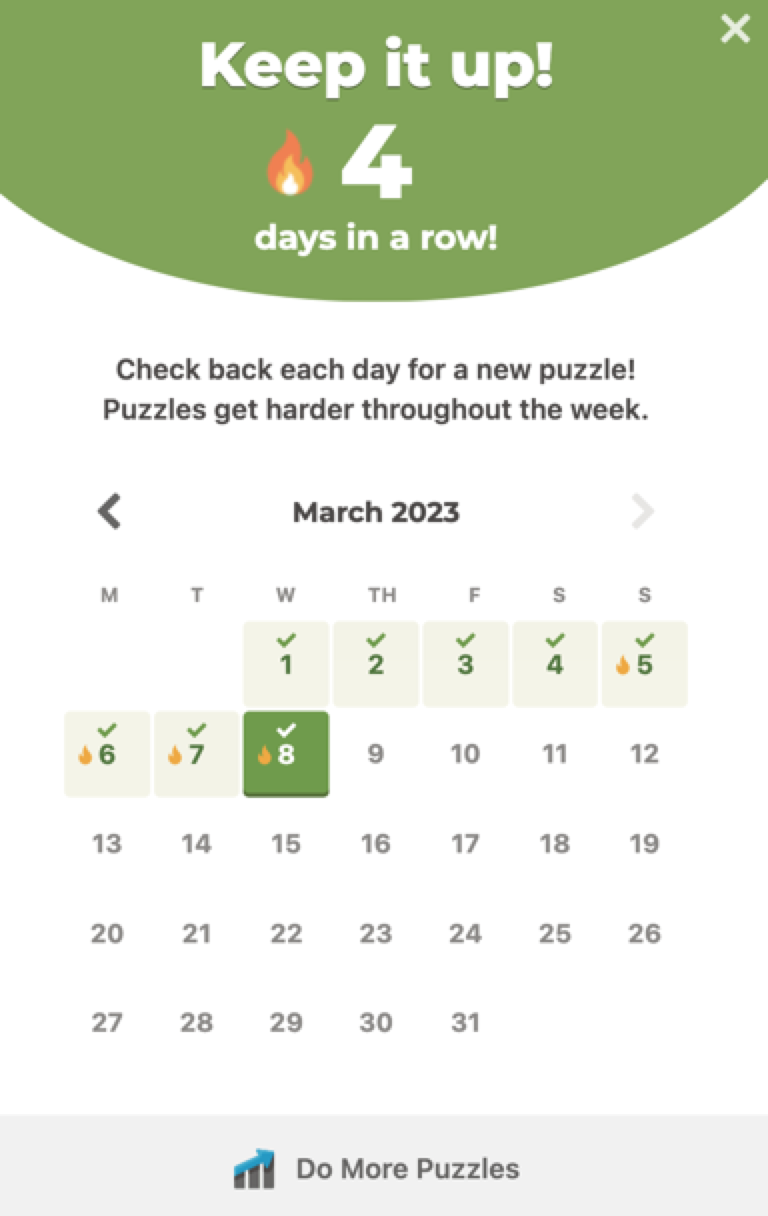 Keep it up!
4
days in a row!
Check back each day for a new puzzle!
Puzzles get harder throughout the week.
March 2023
M T W TH F S S
1 2 3 4 5
6 7 8 9 10 11 12
13 14 15 16 17 18 19
20 21 22 23 24 25 26
27 28 29 30 31
Do More Puzzles